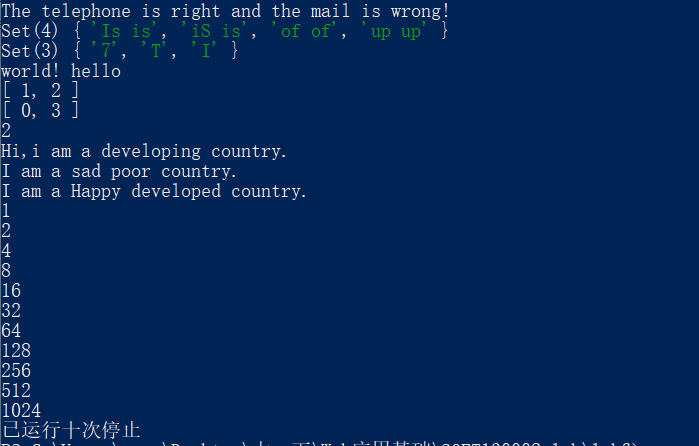 The telephone is right and the mail is wrong!
Set(4) { 'Is is', 'iS is', 'of of', 'up up' }
Set(3) { '7', 'T', 'I' }
world! hello
[ 1, 2 ]
[ 0, 3 ]
2
Hi,i am a developing country.
I am a sad poor country.
I am a Happy developed country.
1
2
4
8
16
32
64
128
256
512
1024
已运行十次停止